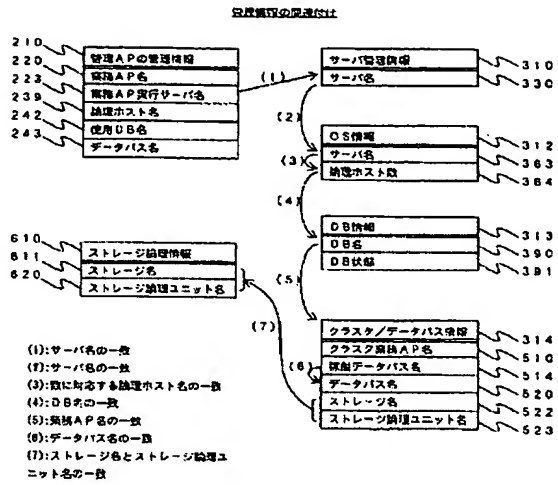 管理情報の関連付け
210
管理APの管理情報
220
業務AP名
223
業務AP実行サーバ名
239
論理ホスト名
242
使用DB名
243
データパス名
(1)
サーバ管理情報
310
サーバ名
330
(2)
OS情報
312
サーバ名
363
(3)
論理ホスト数
364
(4)
DB情報
313
DB名
390
DB状態
391
610
ストレージ論理情報
611
ストレージ名
620
ストレージ論理ユニット名
(5)
(7)
クラスタ/データパス情報
314
クラスタ業務AP名
510
(6)
稼動データパス名
514
データパス名
520
ストレージ名
522
ストレージ論理ユニット名
523
(1):サーバ名の一致
(2):サーバ名の一致
(3):数に対応する論理ホスト名の一致
(4):DB名の一致
(5):業務AP名の一致
(6):データパス名の一致
(7):ストレージ名とストレージ論理ユ
ニット名の一致